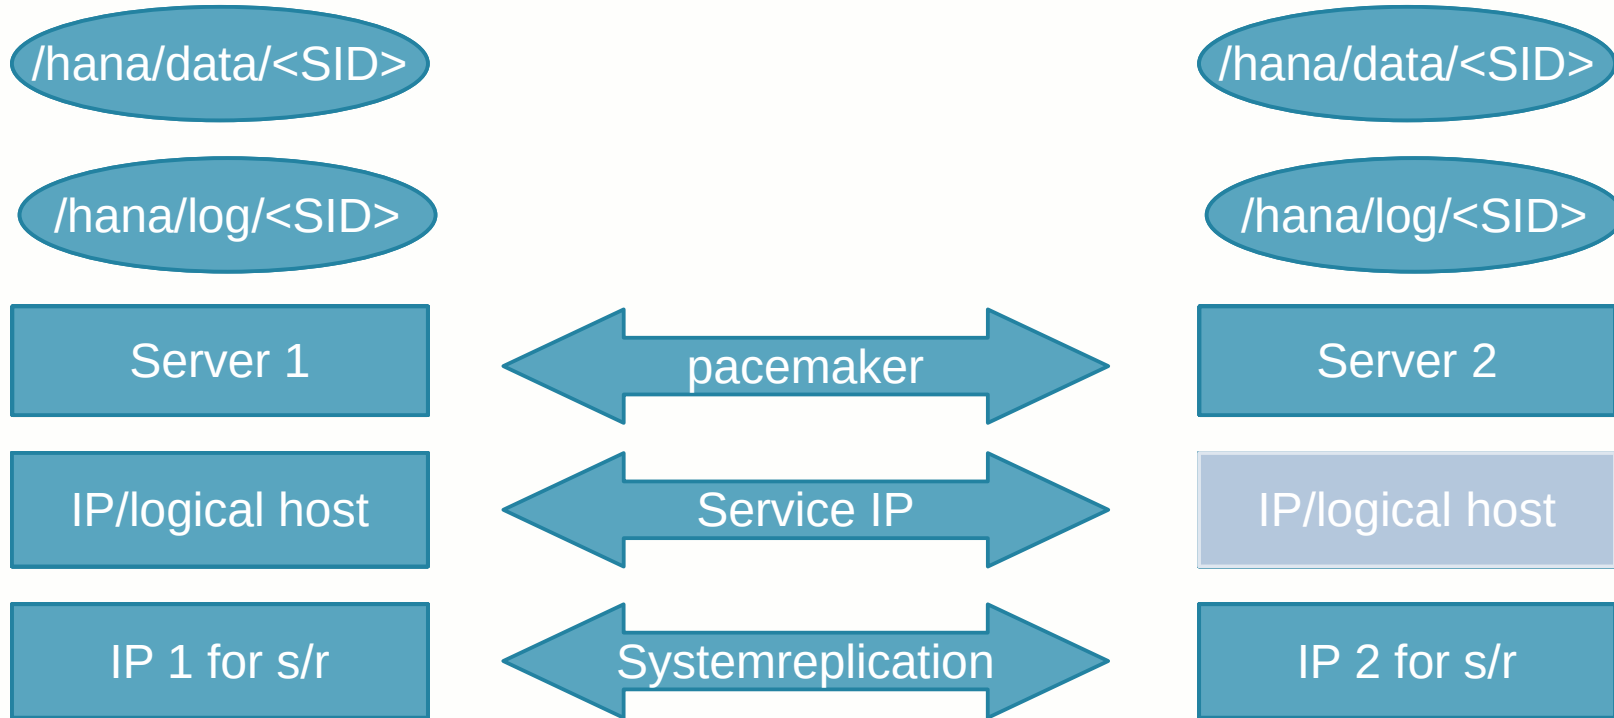 /hana/data/<SID>
/hana/data/<SID>
/hana/log/<SID>
/hana/log/<SID>
Server 1
pacemaker
Server 2
IP/logical host
Service IP
IP/logical host
IP 1 for s/r
Systemreplication
IP 2 for s/r